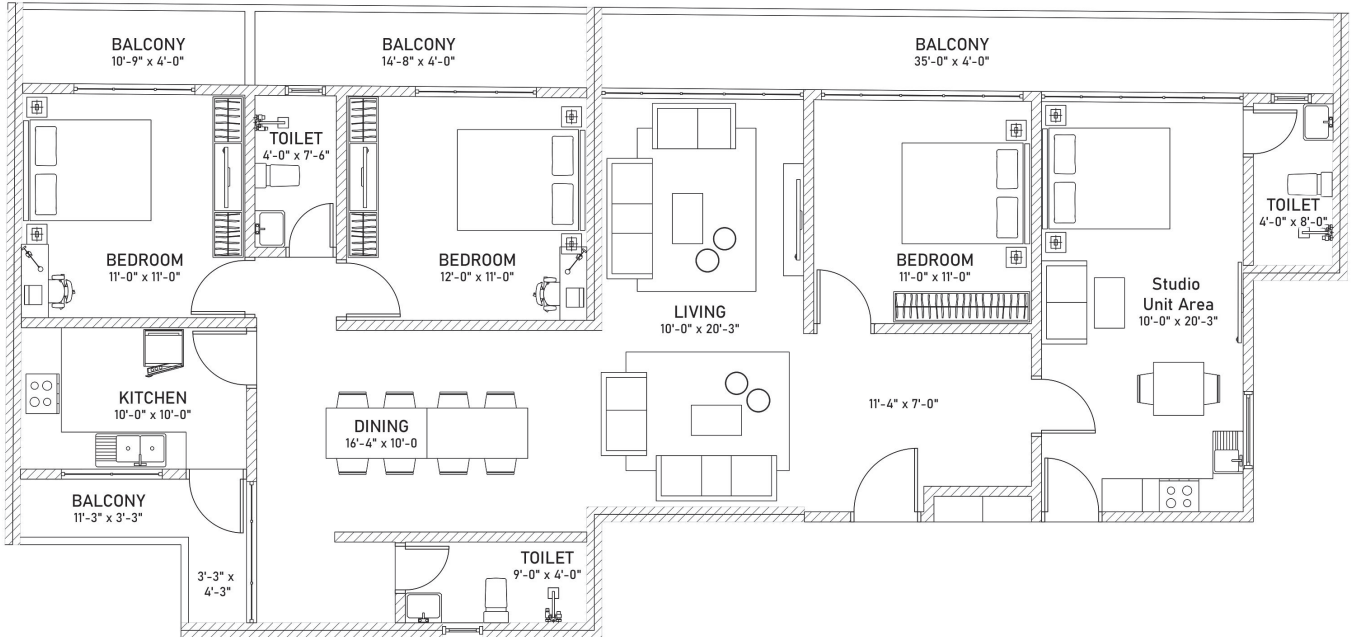 BALCONY
10'-9" x 4'-0"
BALCONY
14'-8" x 4'-0"
BALCONY
35'-0" x 4'-0"
TOILET
4'-0" x 7'-6"
BEDROOM
11'-0" x 11'-0"
BEDROOM
12'-0" x 11'-0"
LIVING
10'-0" x 20'-3"
BEDROOM
11'-0" x 11'-0"
Studio
Unit Area
10'-0" x 20'-3"
TOILET
4'-0" x 8'-0"
KITCHEN
10'-0" x 10'-0"
DINING
16'-4" x 10'-0
11'-4" x 7'-0"
BALCONY
11'-3" x 3'-3"
3'-3" x
4'-3"
TOILET
9'-0" x 4'-0"